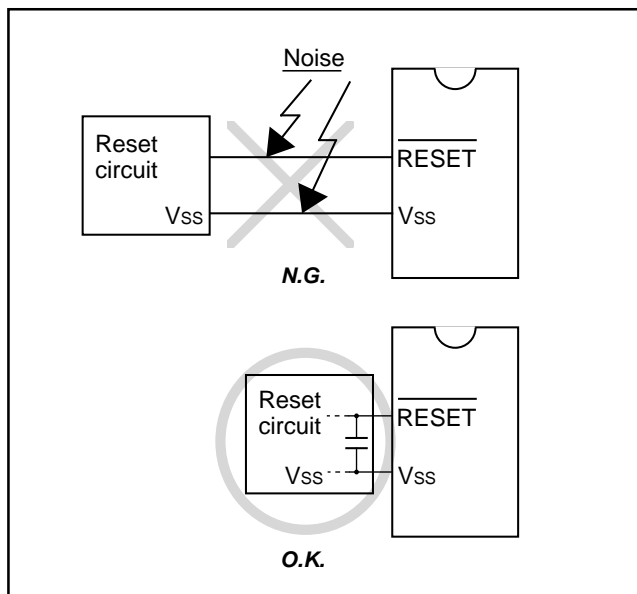 Noise
Reset
circuit
RESET
Vss
Vss
N.G.
Reset
circuit
RESET
Vss
Vss
O.K.